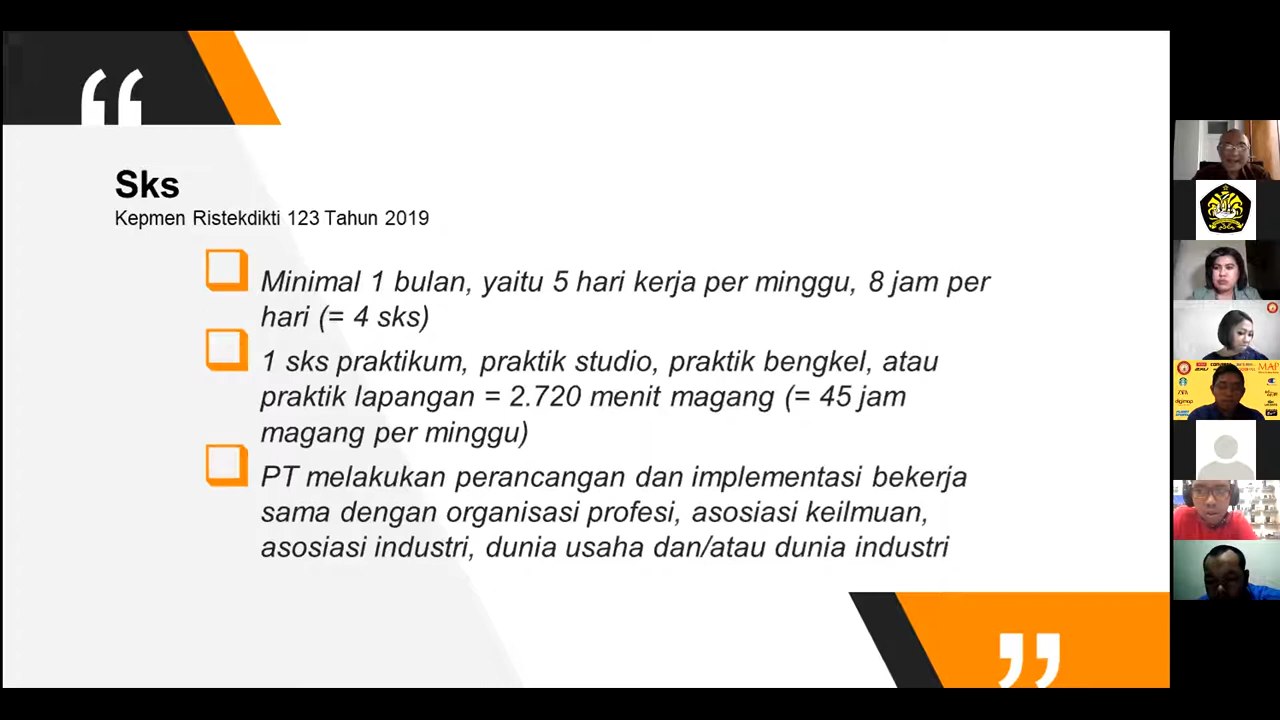 Sks
Kepmen Ristekdikti 123 Tahun 2019
Minimal 1 bulan, yaitu 5 hari kerja per minggu, 8 jam per
hari (= 4 sks)
1 sks praktikum, praktik studio, praktik bengkel, atau
praktik lapangan = 2.720 menit magang (= 45 jam
magang per minggu)
PT melakukan perancangan dan implementasi bekerja
sama dengan organisasi profesi, asosiasi keilmuan,
asosiasi industri, dunia usaha dan/atau dunia industri
MAP
digimap